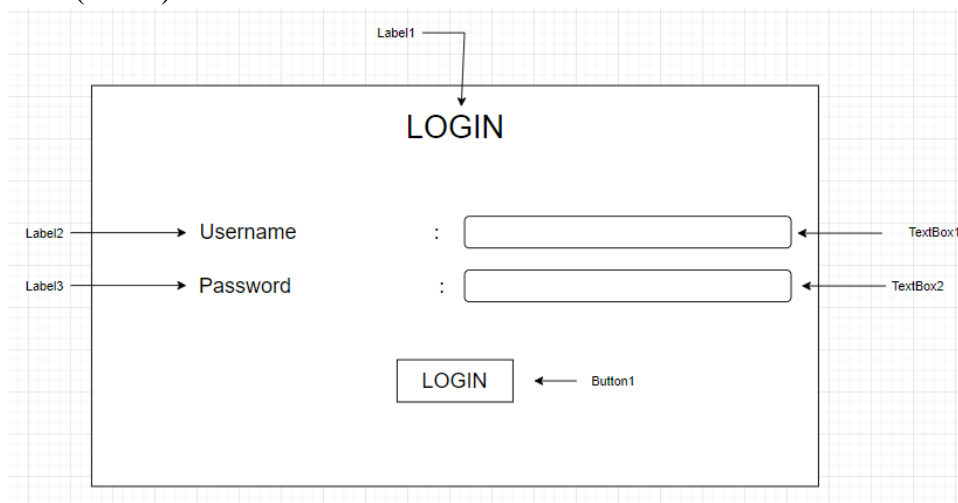 Label1
LOGIN
Label2 Username : TextBox1
Label3 Password : TextBox2
LOGIN Button1